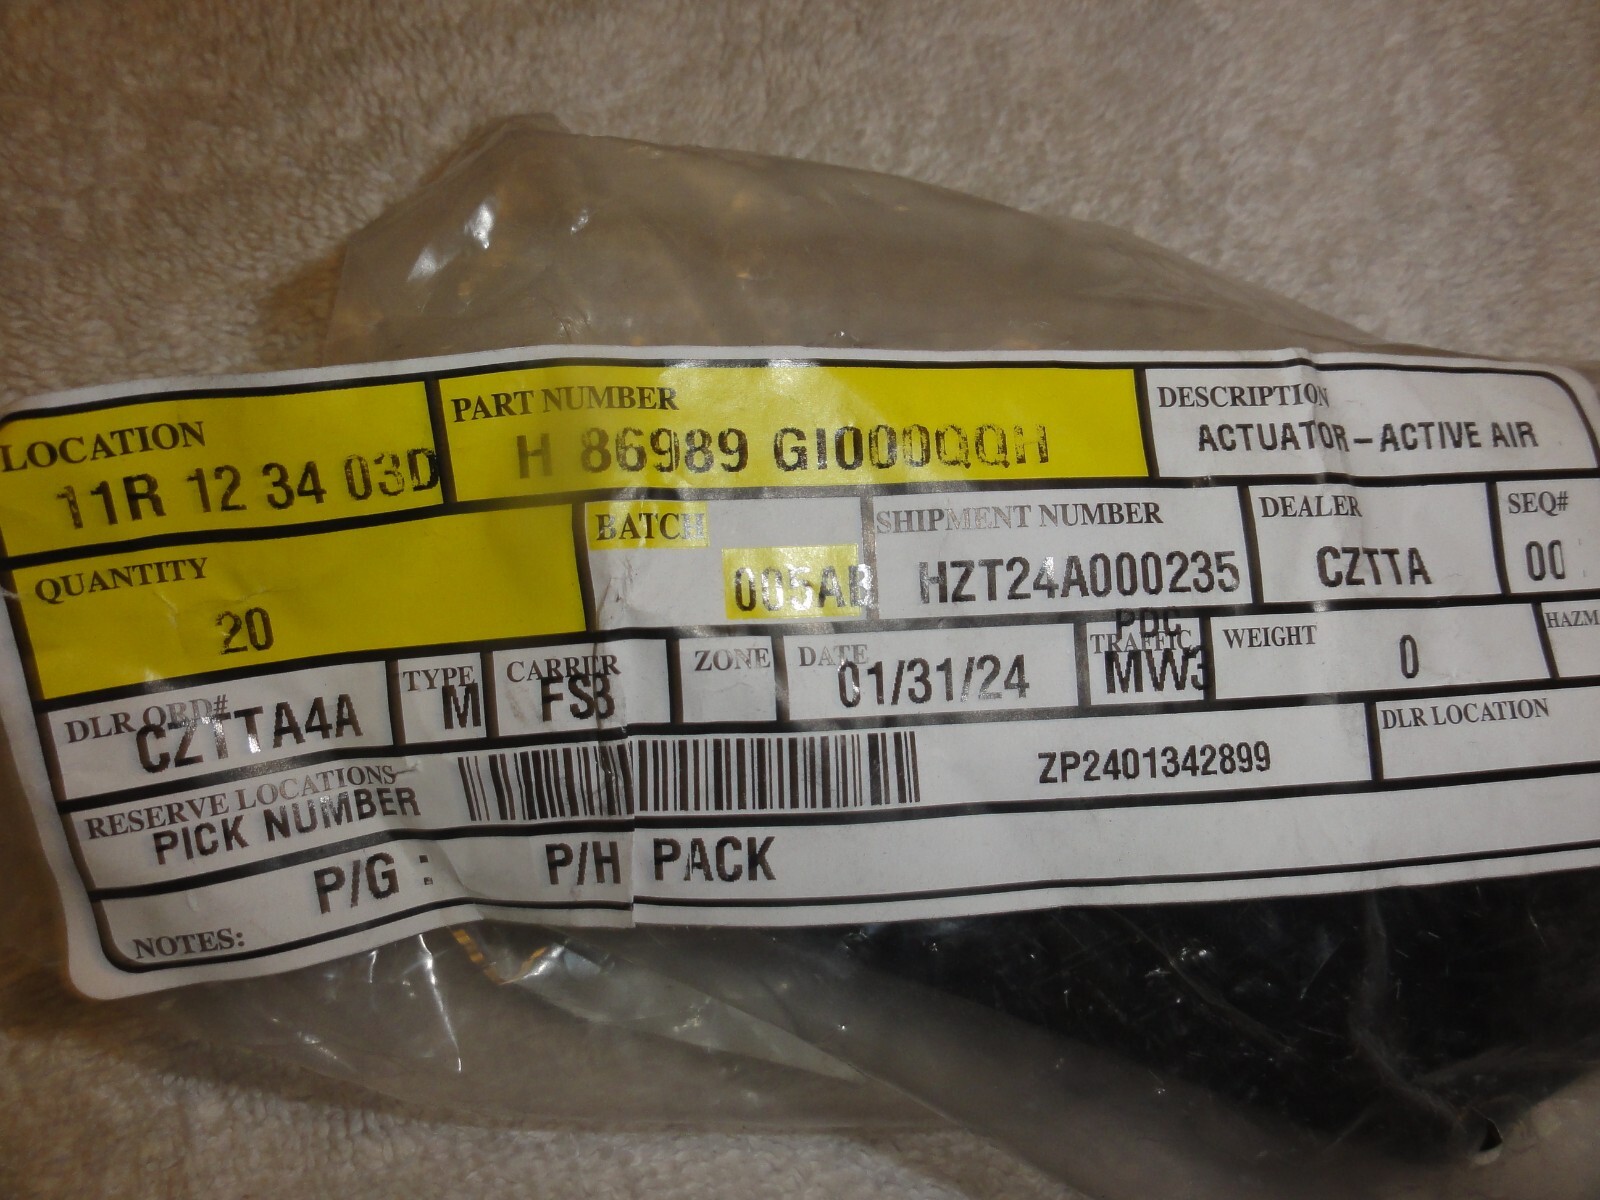 LOCATION
11R 12 34 03D
PART NUMBER
H 86989 GI000QQH
DESCRIPTION
ACTUATOR-ACTIVE AIR
QUANTITY
20
BATCH
005AB
SHIPMENT NUMBER
HZT24A000235
DEALER
CZTTA
SEQ#
00
DLR ORD#
CZTTA4A
TYPE
M
CARRIER
FSB
ZONE
DATE
01/31/24
PDC
TRAFFIC
MW3
WEIGHT
0
HAZM
RESERVE LOCATIONS
PICK NUMBER
ZP2401342899
DLR LOCATION
P/G : P/H PACK
NOTES: